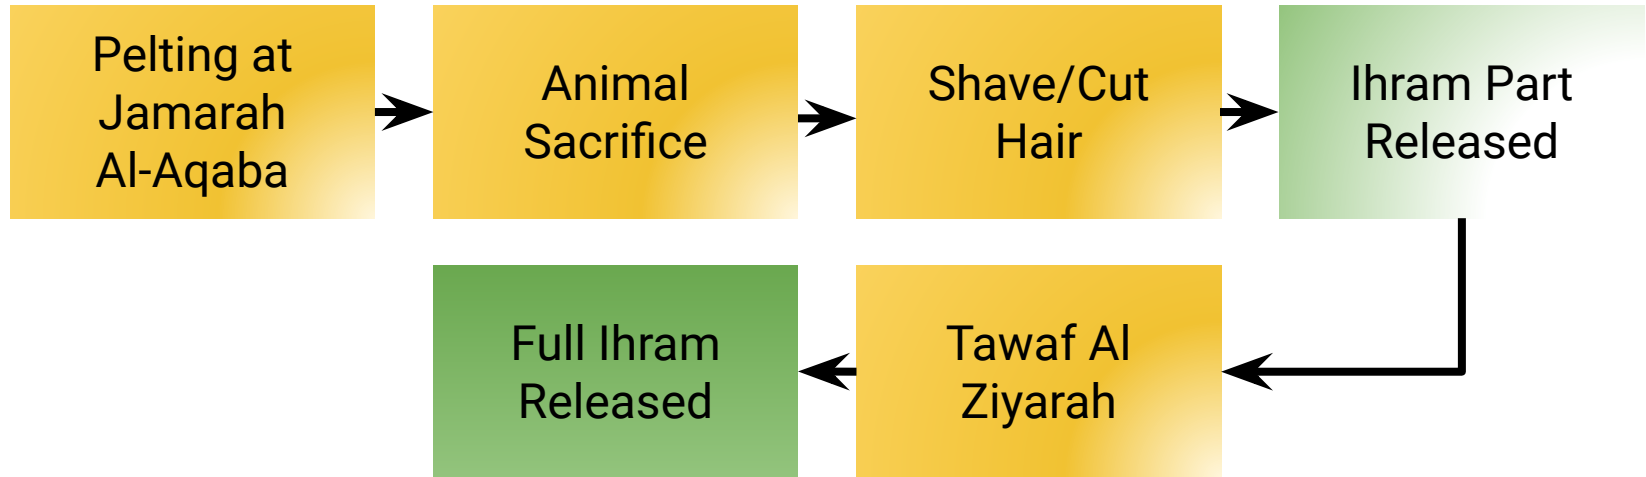 Pelting at
Jamarah
Al-Aqaba
Animal
Sacrifice
Shave/Cut
Hair
Ihram Part
Released
Tawaf Al
Ziyarah
Full Ihram
Released